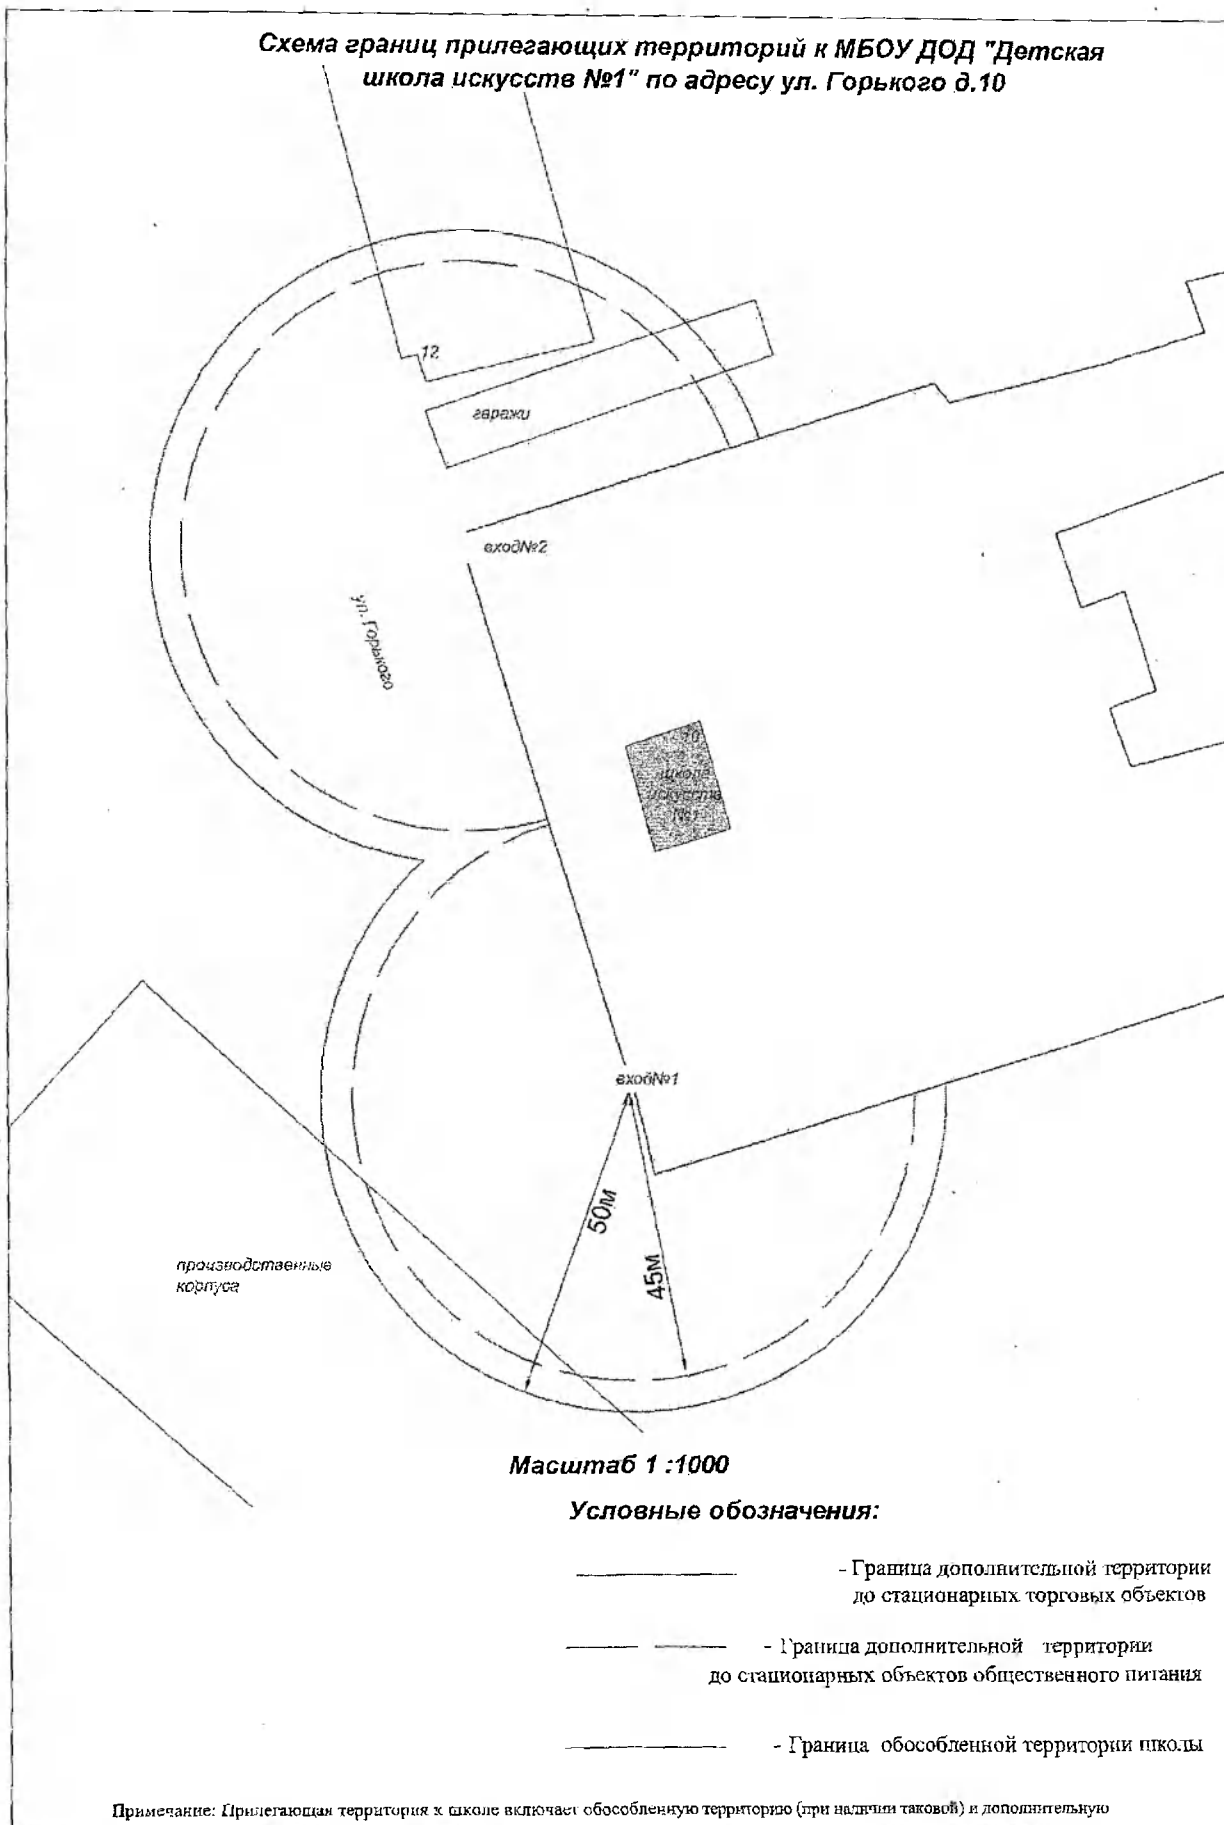 Схема границ прилегающих территорий к МБОУ ДОД "Детская
школа искусств №1" по адресу ул. Горького д.10
12
гаражи
вход№2
ул. Горького
10
школа
искусств
№1
вход№1
50м
45м
производственные
корпуса
Масштаб 1 :1000
Условные обозначения:
- Граница дополнительной территории
до стационарных торговых объектов
- Граница дополнительной территории
до стационарных объектов общественного питания
- Граница обособленной территории школы
Примечание: Прилегающая территория к школе включает обособленную территорию (при наличии таковой) и дополнительную